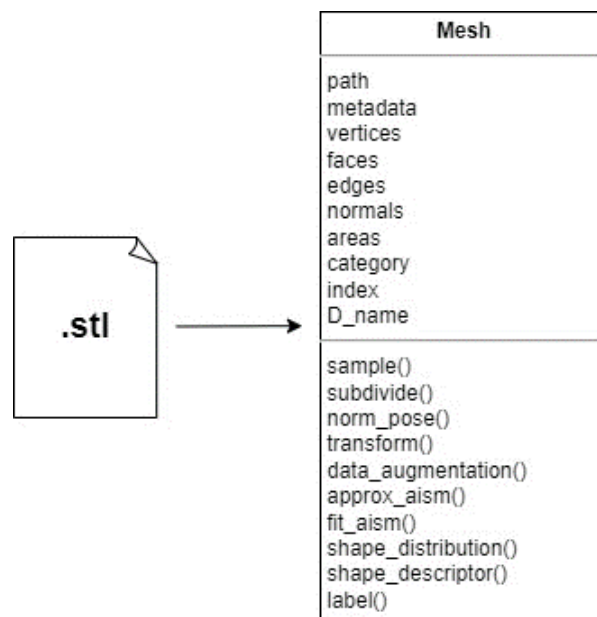 Mesh
path
metadata
vertices
faces
edges
normals
areas
category
index
D_name
.stl
sample()
subdivide()
norm_pose()
transform()
data_augmentation()
approx_aism()
fit_aism()
shape_distribution()
shape_descriptor()
label()